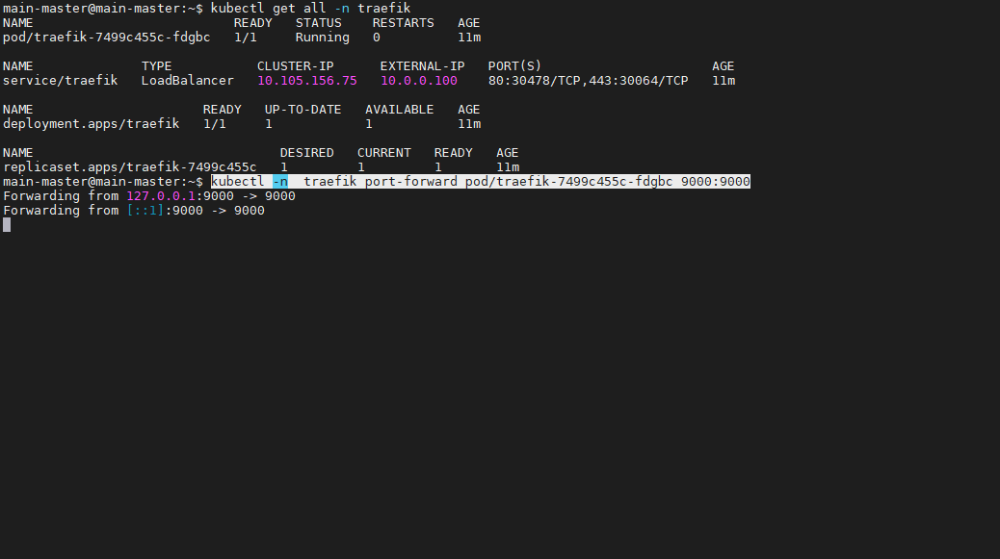 main-master@main-master:~$ kubectl get all -n traefik
NAME                          READY   STATUS    RESTARTS   AGE
pod/traefik-7499c455c-fdgbc   1/1     Running   0          11m
NAME              TYPE           CLUSTER-IP      EXTERNAL-IP   PORT(S)                      AGE
service/traefik   LoadBalancer   10.105.156.75   10.0.0.100    80:30478/TCP,443:30064/TCP   11m
NAME                      READY   UP-TO-DATE   AVAILABLE   AGE
deployment.apps/traefik   1/1     1            1           11m
NAME                                DESIRED   CURRENT   READY   AGE
replicaset.apps/traefik-7499c455c   1         1         1       11m
main-master@main-master:~$ kubectl -n  traefik port-forward pod/traefik-7499c455c-fdgbc 9000:9000
Forwarding from 127.0.0.1:9000 -> 9000
Forwarding from [::1]:9000 -> 9000